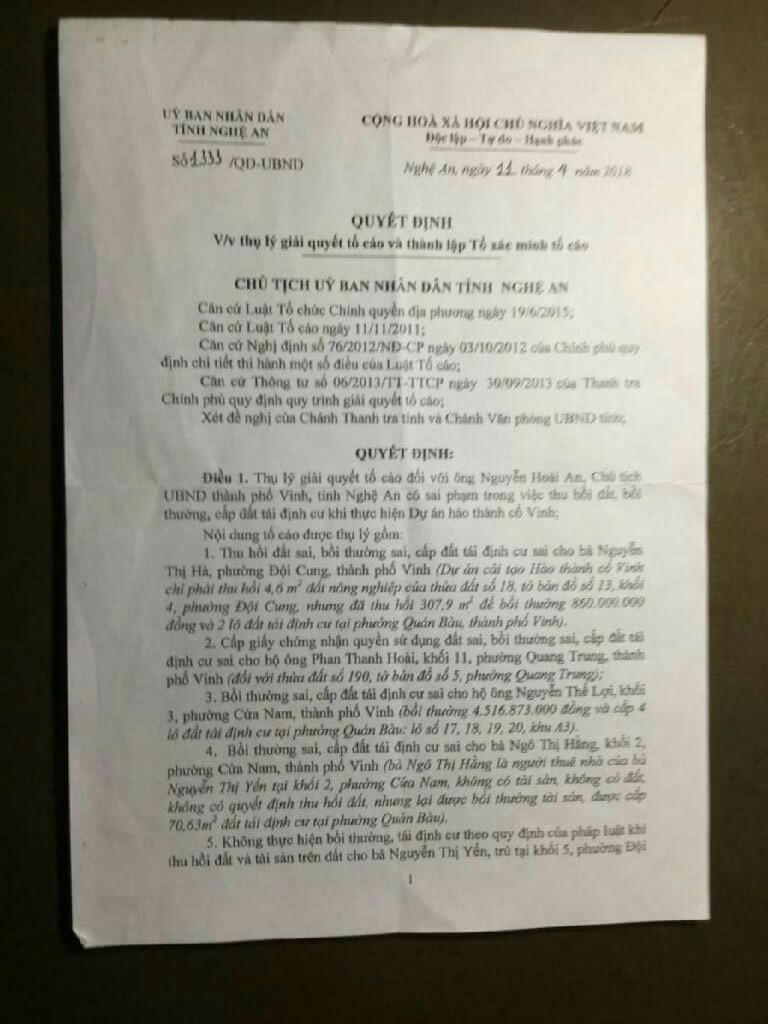 UỶ BAN NHÂN DÂN
TỈNH NGHỆ AN
Số 1333 /QĐ-UBND
CỘNG HOÀ XÃ HỘI CHỦ NGHĨA VIỆT NAM
Độc lập – Tự do – Hạnh phúc
Nghệ An, ngày 11 tháng 4 năm 2018
QUYẾT ĐỊNH
V/v thụ lý giải quyết tố cáo và thành lập Tổ xác minh tố cáo
CHỦ TỊCH UỶ BAN NHÂN DÂN TỈNH NGHỆ AN
Căn cứ Luật Tổ chức Chính quyền địa phương ngày 19/6/2015;
Căn cứ Luật Tố cáo ngày 11/11/2011;
Căn cứ Nghị định số 76/2012/NĐ-CP ngày 03/10/2012 của Chính phủ quy
định chi tiết thi hành một số điều của Luật Tố cáo;
Căn cứ Thông tư số 06/2013/TT-TTCP ngày 30/09/2013 của Thanh tra
Chính phủ quy định quy trình giải quyết tố cáo;
Xét đề nghị của Chánh Thanh tra tỉnh và Chánh Văn phòng UBND tỉnh;
QUYẾT ĐỊNH:
Điều 1. Thụ lý giải quyết tố cáo đối với ông Nguyễn Hoài An, Chủ tịch
UBND thành phố Vinh, tỉnh Nghệ An có sai phạm trong việc thu hồi đất, bồi
thường, cấp đất tái định cư khi thực hiện Dự án hào thành cổ Vinh;
Nội dung tố cáo được thụ lý gồm:
1. Thu hồi đất sai, bồi thường sai, cấp đất tái định cư sai cho bà Nguyễn
Thị Hà, phường Đội Cung, thành phố Vinh (Dự án cải tạo Hào thành cổ Vinh
chỉ phải thu hồi 4,6 m² đất nông nghiệp của thửa đất số 18, tờ bản đồ số 13, khối
4, phường Đội Cung, nhưng đã thu hồi 307,9 m² để bồi thường 860.000.000
đồng và 2 lô đất tái định cư tại phường Quán Bàu, thành phố Vinh).
2. Cấp giấy chứng nhận quyền sử dụng đất sai, bồi thường sai, cấp đất tái
định cư sai cho hộ ông Phan Thanh Hoài, khối 11, phường Quang Trung, thành
phố Vinh (đối với thửa đất số 190, tờ bản đồ số 5, phường Quang Trung);
3. Bồi thường sai, cấp đất tái định cư sai cho hộ ông Nguyễn Thế Lợi, khối
3, phường Cửa Nam, thành phố Vinh (bồi thường 4.516.873.000 đồng và cấp 4
lô đất tái định cư tại phường Quán Bàu: lô số 17, 18, 19, 20, khu A3).
4. Bồi thường sai, cấp đất tái định cư sai cho bà Ngô Thị Hằng, khối 2,
phường Cửa Nam, thành phố Vinh (bà Ngô Thị Hằng là người thuê nhà của bà
Nguyễn Thị Yến tại khối 2, phường Cửa Nam, không có tài sản, không có đất,
không có quyết định thu hồi đất, nhưng lại được bồi thường tài sản, được cấp
70,63m² đất tái định cư tại phường Quán Bàu).
5. Không thực hiện bồi thường, tái định cư theo quy định của pháp luật khi
thu hồi đất và tài sản trên đất cho bà Nguyễn Thị Yến, trú tại khối 5, phường Đội
1